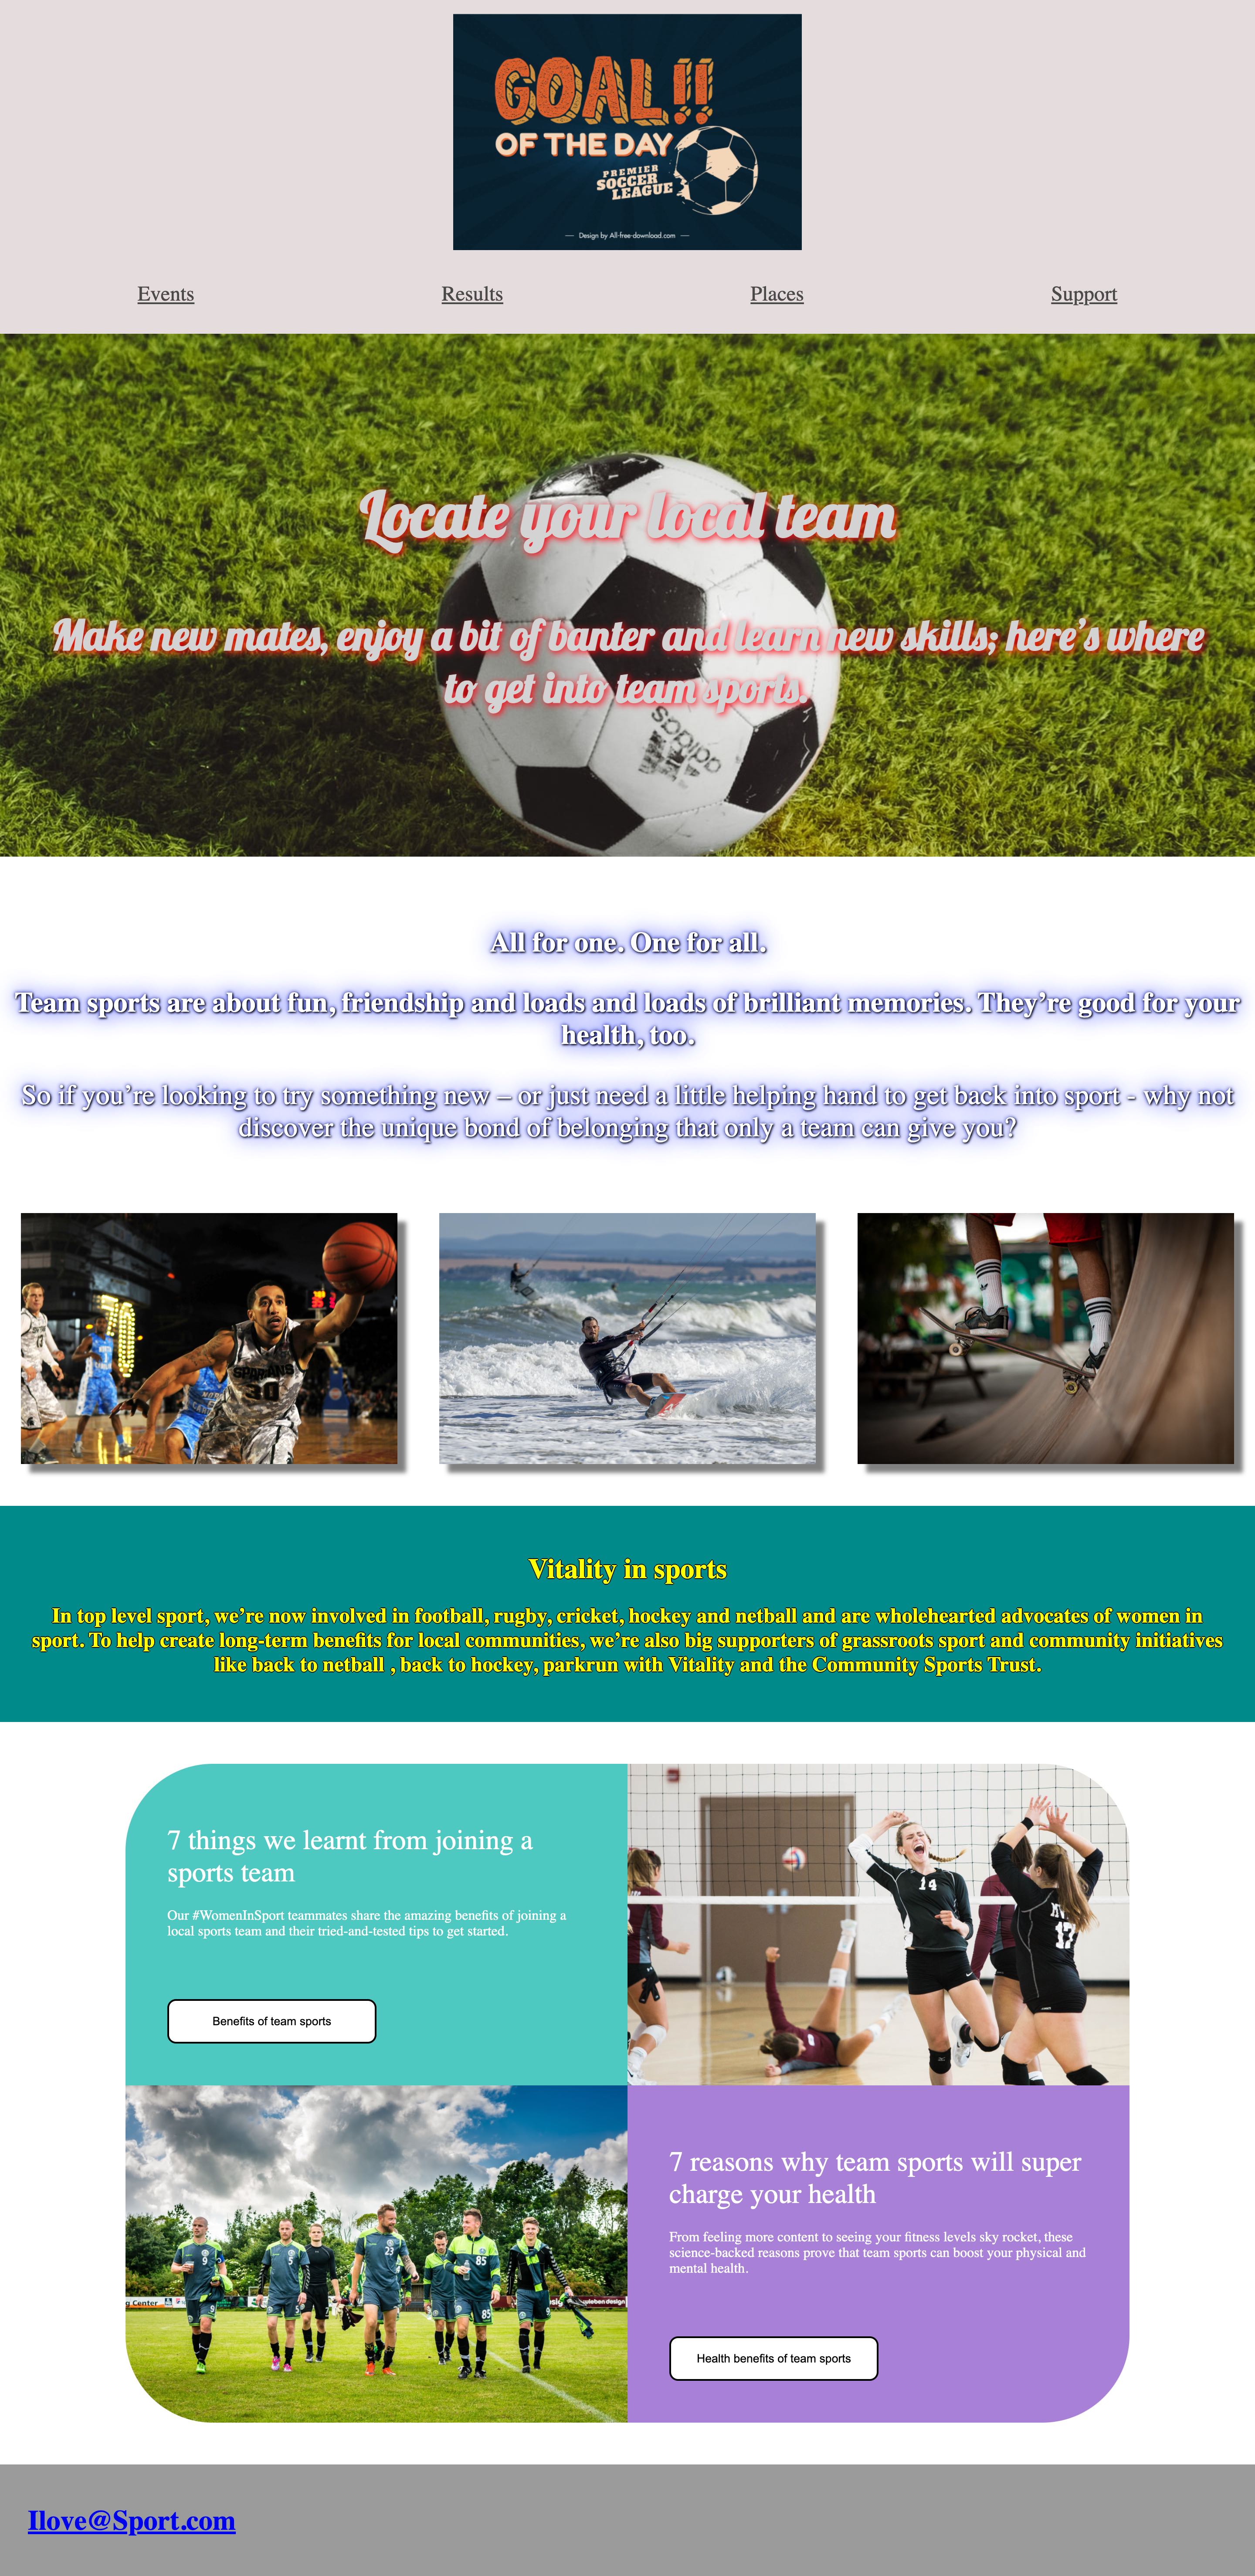 GOAL!!
OF THE DAY
PREMIER
SOCCER
LEAGUE
Design by All-free-download.com
Events
Results
Places
Support
Locate your local team
Make new mates, enjoy a bit of banter and learn new skills; here's where
to get into team sports.
adidas
All for one. One for all.
Team sports are about fun, friendship and loads and loads of brilliant memories. They're good for your
health, too.
So if you're looking to try something new – or just need a little helping hand to get back into sport - why not
discover the unique bond of belonging that only a team can give you?
SPARTANS
30
Vitality in sports
In top level sport, we're now involved in football, rugby, cricket, hockey and netball and are wholehearted advocates of women in
sport. To help create long-term benefits for local communities, we're also big supporters of grassroots sport and community initiatives
like back to netball , back to hockey, parkrun with Vitality and the Community Sports Trust.
7 things we learnt from joining a
sports team
Our #WomenInSport teammates share the amazing benefits of joining a
local sports team and their tried-and-tested tips to get started.
Benefits of team sports
14
17
9
5
23
85
85
7 reasons why team sports will super
charge your health
From feeling more content to seeing your fitness levels sky rocket, these
science-backed reasons prove that team sports can boost your physical and
mental health.
Health benefits of team sports
Ilove@Sport.com